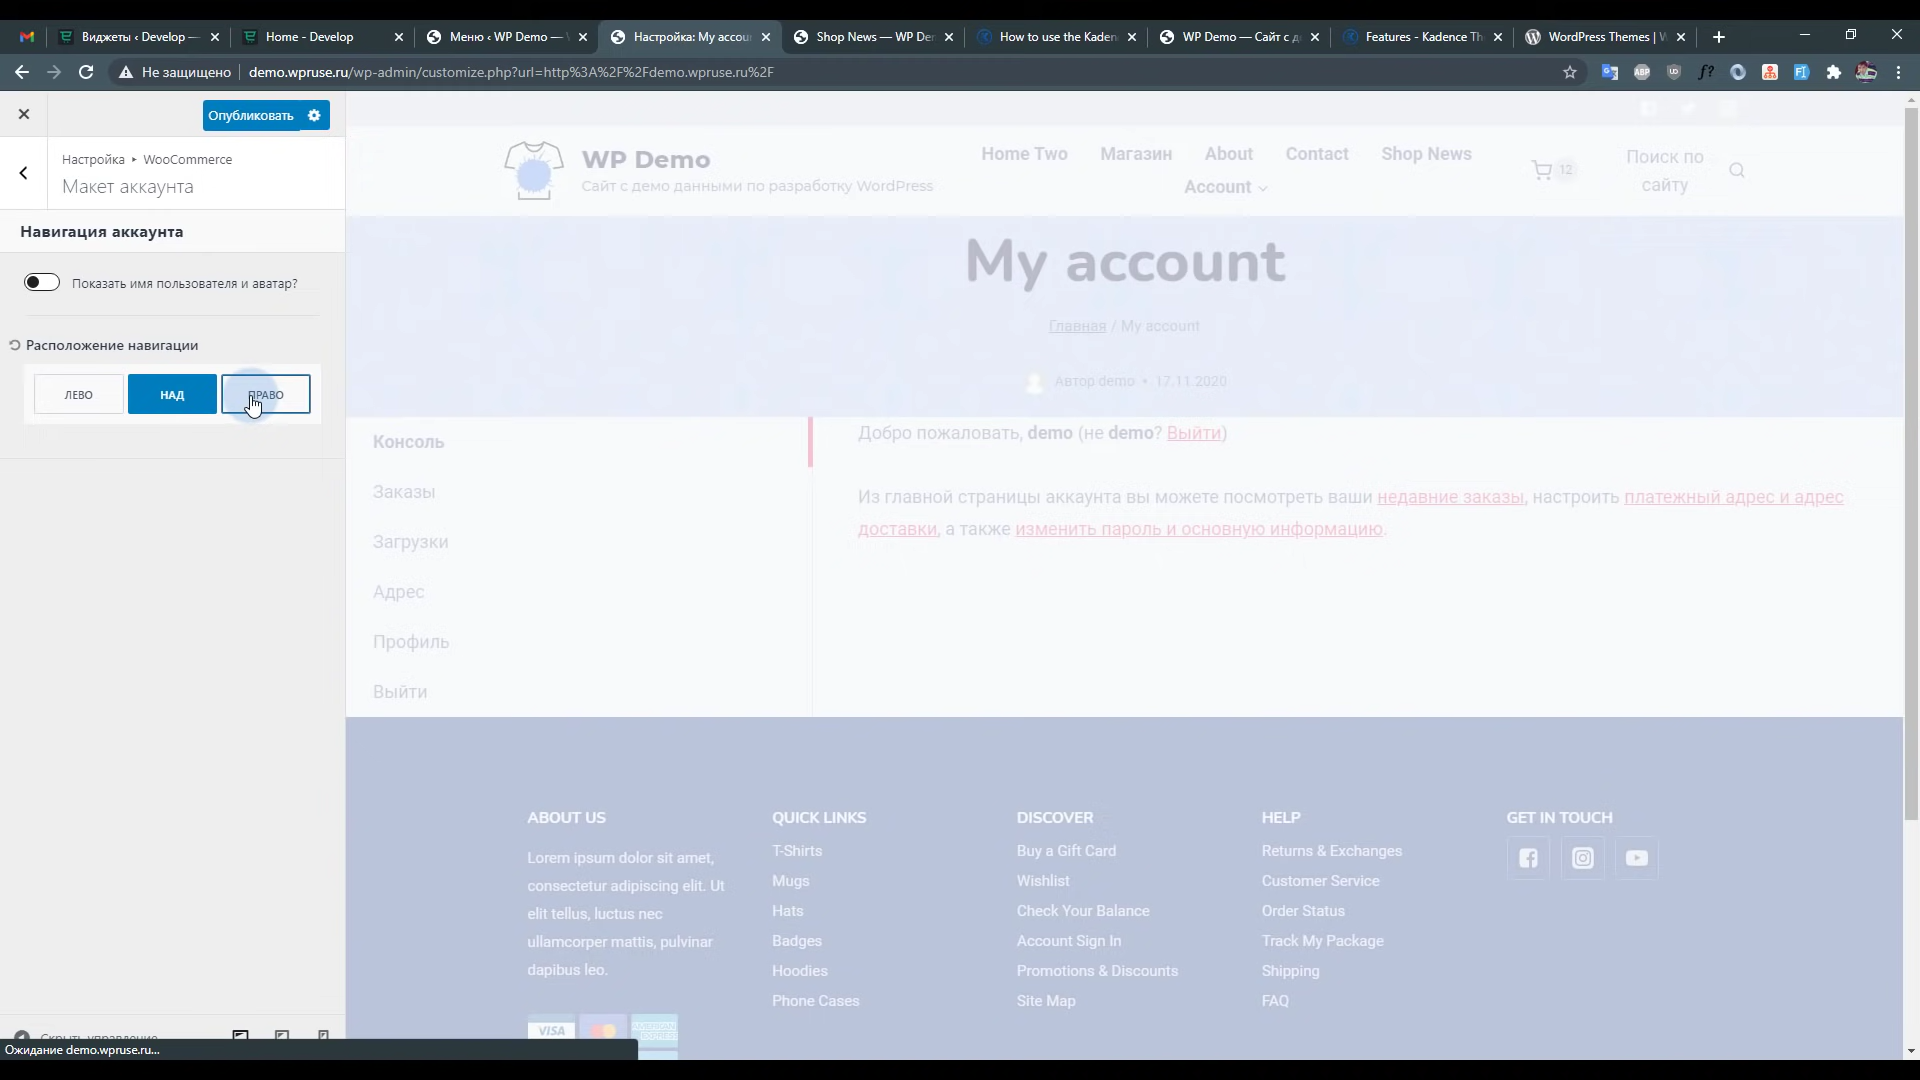 Виджеты ‹ Develop —
Home - Develop
Меню ‹ WP Demo —
Настройка: My accou
Shop News — WP De
How to use the Kaden
WP Demo — Сайт с д
Features - Kadence Th
WordPress Themes | W
Не защищено
demo.wpruse.ru/wp-admin/customize.php?url=http%3A%2F%2Fdemo.wpruse.ru%2F
Опубликовать
Настройка ▸ WooCommerce
Макет аккаунта
Навигация аккаунта
Показать имя пользователя и аватар?
Расположение навигации
ЛЕВО
НАД
ПРАВО
Скрыть управление
Ожидание demo.wpruse.ru...
WP Demo
Сайт с демо данными по разработку WordPress
Home Two
Магазин
About
Contact
Shop News
Account
12
Поиск по
сайту
My account
Главная / My account
Автор demo • 17.11.2020
Консоль
Заказы
Загрузки
Адрес
Профиль
Выйти
Добро пожаловать, demo (не demo? Выйти)
Из главной страницы аккаунта вы можете посмотреть ваши недавние заказы, настроить платежный адрес и адрес
доставки, а также изменить пароль и основную информацию.
ABOUT US
Lorem ipsum dolor sit amet,
consectetur adipiscing elit. Ut
elit tellus, luctus nec
ullamcorper mattis, pulvinar
dapibus leo.
VISA
AMERICAN EXPRESS
QUICK LINKS
T-Shirts
Mugs
Hats
Badges
Hoodies
Phone Cases
DISCOVER
Buy a Gift Card
Wishlist
Check Your Balance
Account Sign In
Promotions & Discounts
Site Map
HELP
Returns & Exchanges
Customer Service
Order Status
Track My Package
Shipping
FAQ
GET IN TOUCH